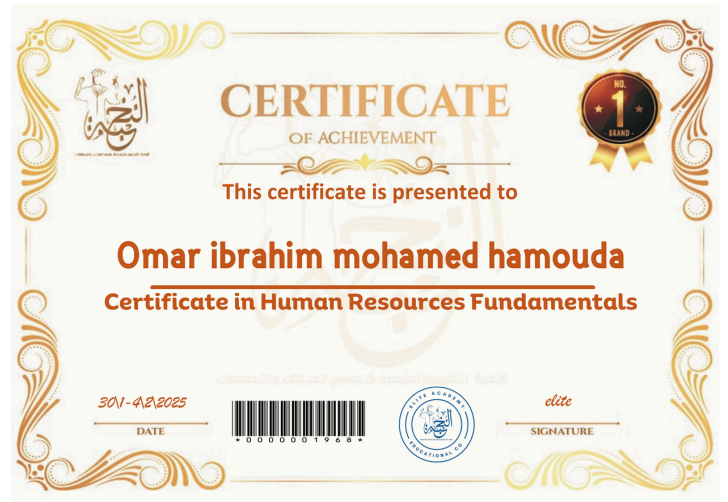 CERTIFICATE
OF ACHIEVEMENT
NO.
1
BRAND
This certificate is presented to
Omar ibrahim mohamed hamouda
Certificate in Human Resources Fundamentals
30\1-4\2\2025
DATE
*0000001968*
ELITE ACADEMY
EDUCATIONAL CO
elite
SIGNATURE